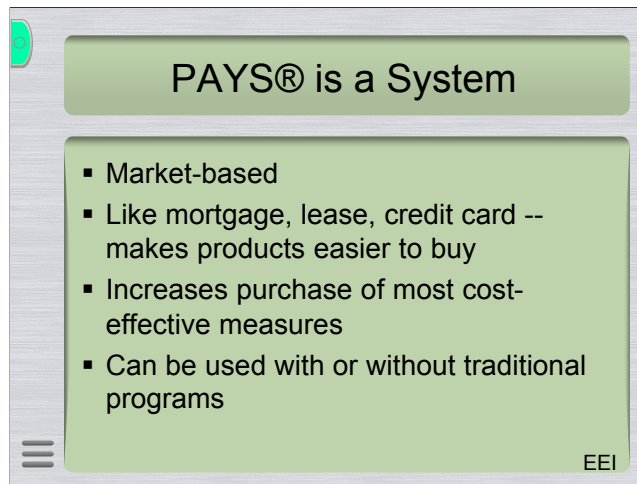 PAYS® is a System
▪ Market-based
▪ Like mortgage, lease, credit card --
makes products easier to buy
▪ Increases purchase of most cost-
effective measures
▪ Can be used with or without traditional
programs
EEI